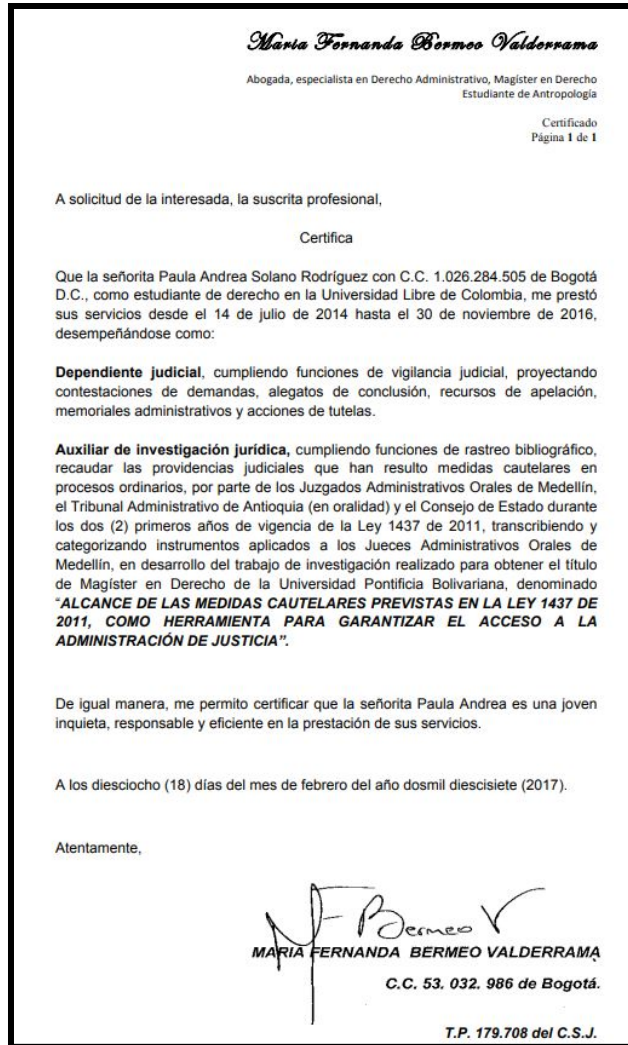 Maria Fernanda Bermeo Valderrama
Abogada, especialista en Derecho Administrativo, Magíster en Derecho
Estudiante de Antropología
Certificado
Página 1 de 1
A solicitud de la interesada, la suscrita profesional,
Certifica
Que la señorita Paula Andrea Solano Rodríguez con C.C. 1.026.284.505 de Bogotá
D.C., como estudiante de derecho en la Universidad Libre de Colombia, me prestó
sus servicios desde el 14 de julio de 2014 hasta el 30 de noviembre de 2016,
desempeñándose como:
Dependiente judicial, cumpliendo funciones de vigilancia judicial, proyectando
contestaciones de demandas, alegatos de conclusión, recursos de apelación,
memoriales administrativos y acciones de tutelas.
Auxiliar de investigación jurídica, cumpliendo funciones de rastreo bibliográfico,
recaudar las providencias judiciales que han resulto medidas cautelares en
procesos ordinarios, por parte de los Juzgados Administrativos Orales de Medellín,
el Tribunal Administrativo de Antioquia (en oralidad) y el Consejo de Estado durante
los dos (2) primeros años de vigencia de la Ley 1437 de 2011, transcribiendo y
categorizando instrumentos aplicados a los Jueces Administrativos Orales de
Medellín, en desarrollo del trabajo de investigación realizado para obtener el título
de Magíster en Derecho de la Universidad Pontificia Bolivariana, denominado
“ALCANCE DE LAS MEDIDAS CAUTELARES PREVISTAS EN LA LEY 1437 DE
2011, COMO HERRAMIENTA PARA GARANTIZAR EL ACCESO A LA
ADMINISTRACIÓN DE JUSTICIA”.
De igual manera, me permito certificar que la señorita Paula Andrea es una joven
inquieta, responsable y eficiente en la prestación de sus servicios.
A los diesciocho (18) días del mes de febrero del año dosmil diescisiete (2017).
Atentamente,
MF Bermeo V
MARIA FERNANDA BERMEO VALDERRAMA
C.C. 53. 032. 986 de Bogotá.
T.P. 179.708 del C.S.J.